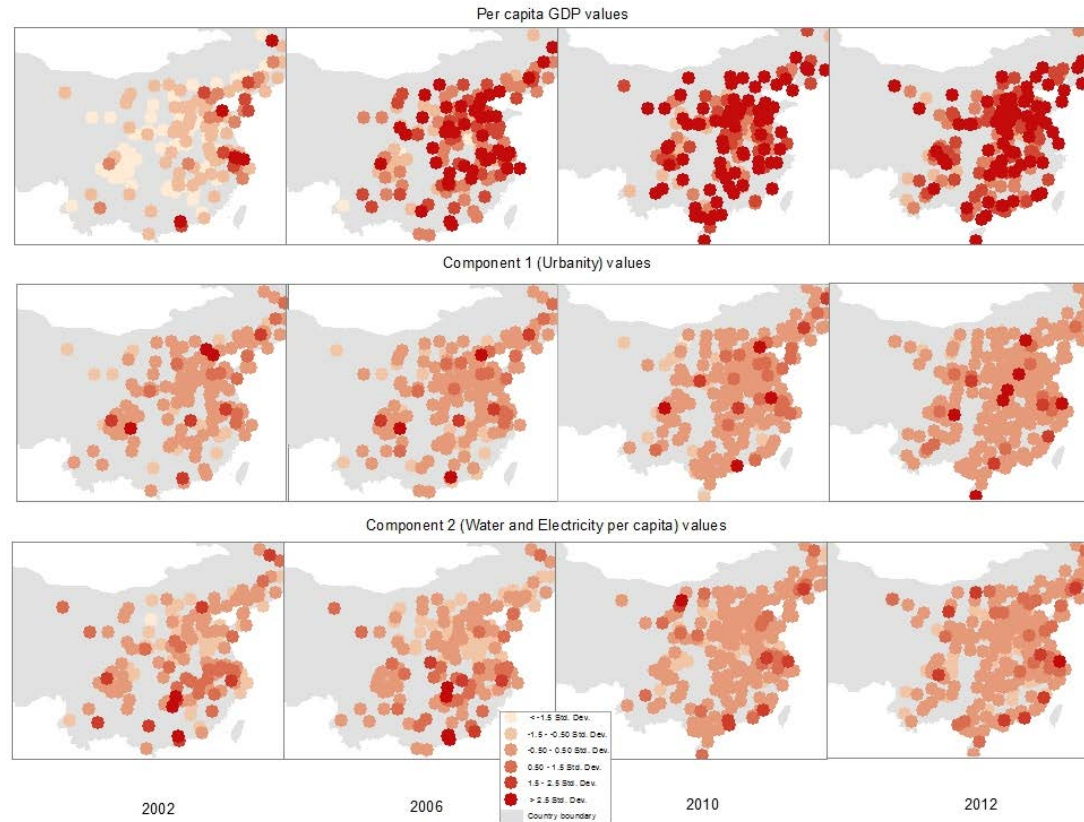 Per capita GDP values
Component 1 (Urbanity) values
Component 2 (Water and Electricity per capita) values
< -1.5 Std. Dev.
-1.5 - -0.50 Std. Dev.
-0.50 - 0.50 Std. Dev.
0.50 - 1.5 Std. Dev.
1.5 - 2.5 Std. Dev.
> 2.5 Std. Dev.
Country boundary
2002
2006
2010
2012